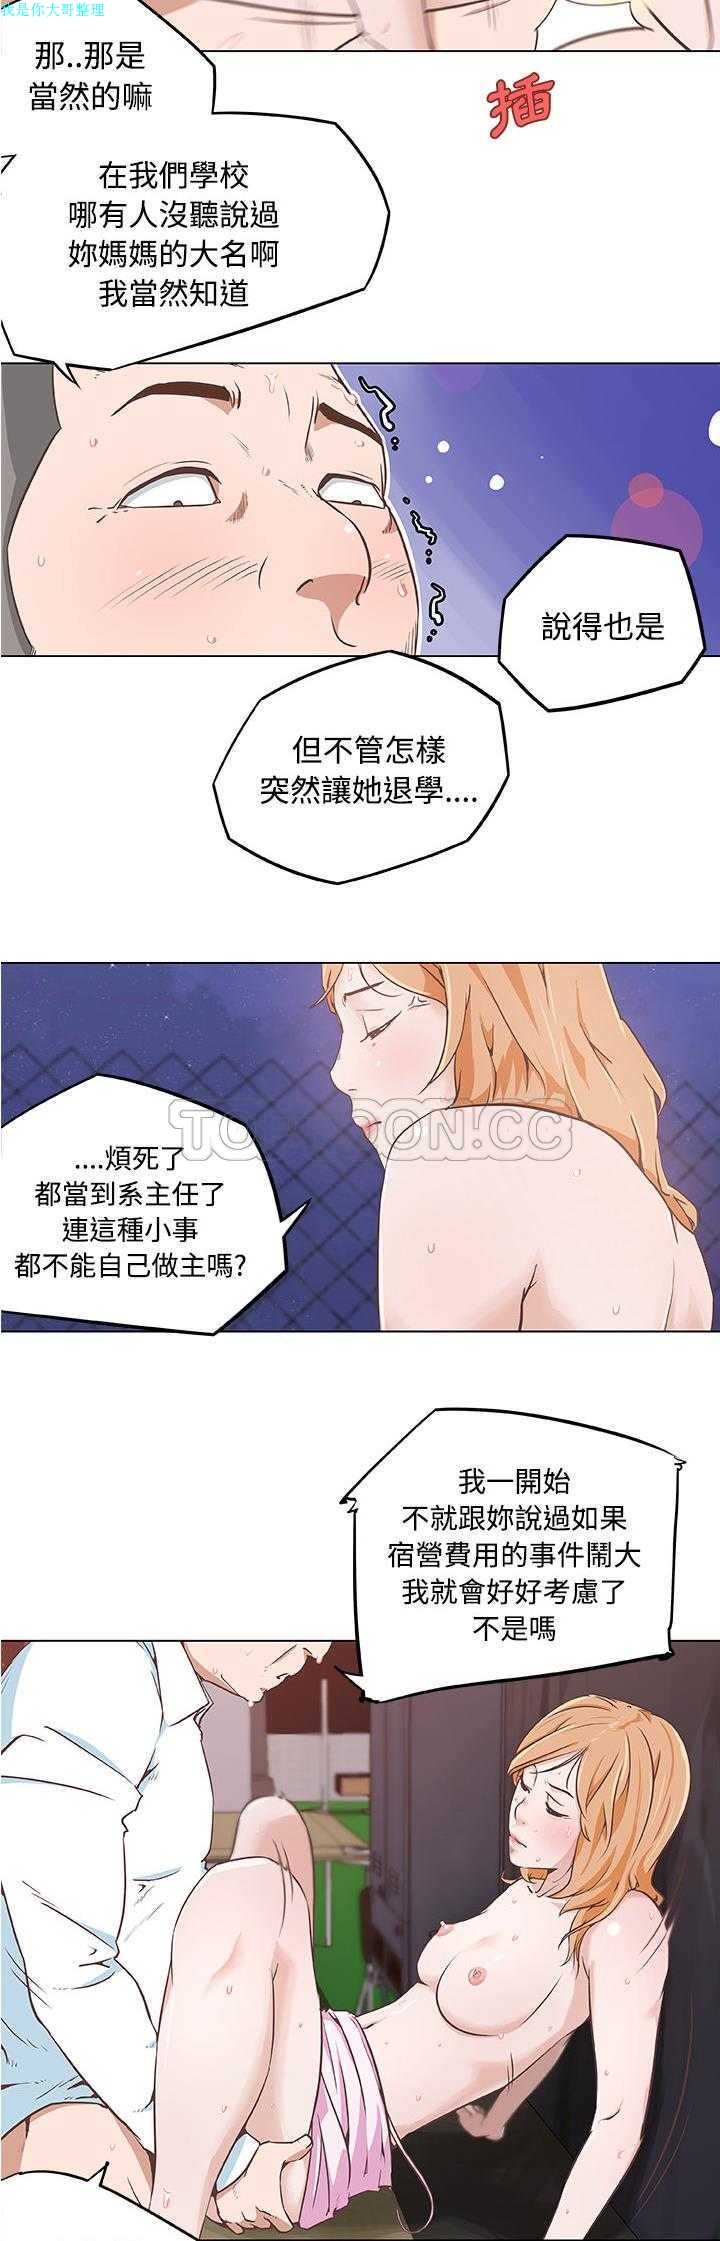 我是你大哥整理
那..那是
當然的嘛
插
在我們學校
哪有人沒聽說過
妳媽媽的大名啊
我當然知道
說得也是
但不管怎樣
突然讓她退學....
TOPTOON.CC
....煩死了
都當到系主任了
連這種小事
都不能自己做主嗎?
我一開始
不就跟妳說過如果
宿營費用的事件鬧大
我就會好好考慮了
不是嗎